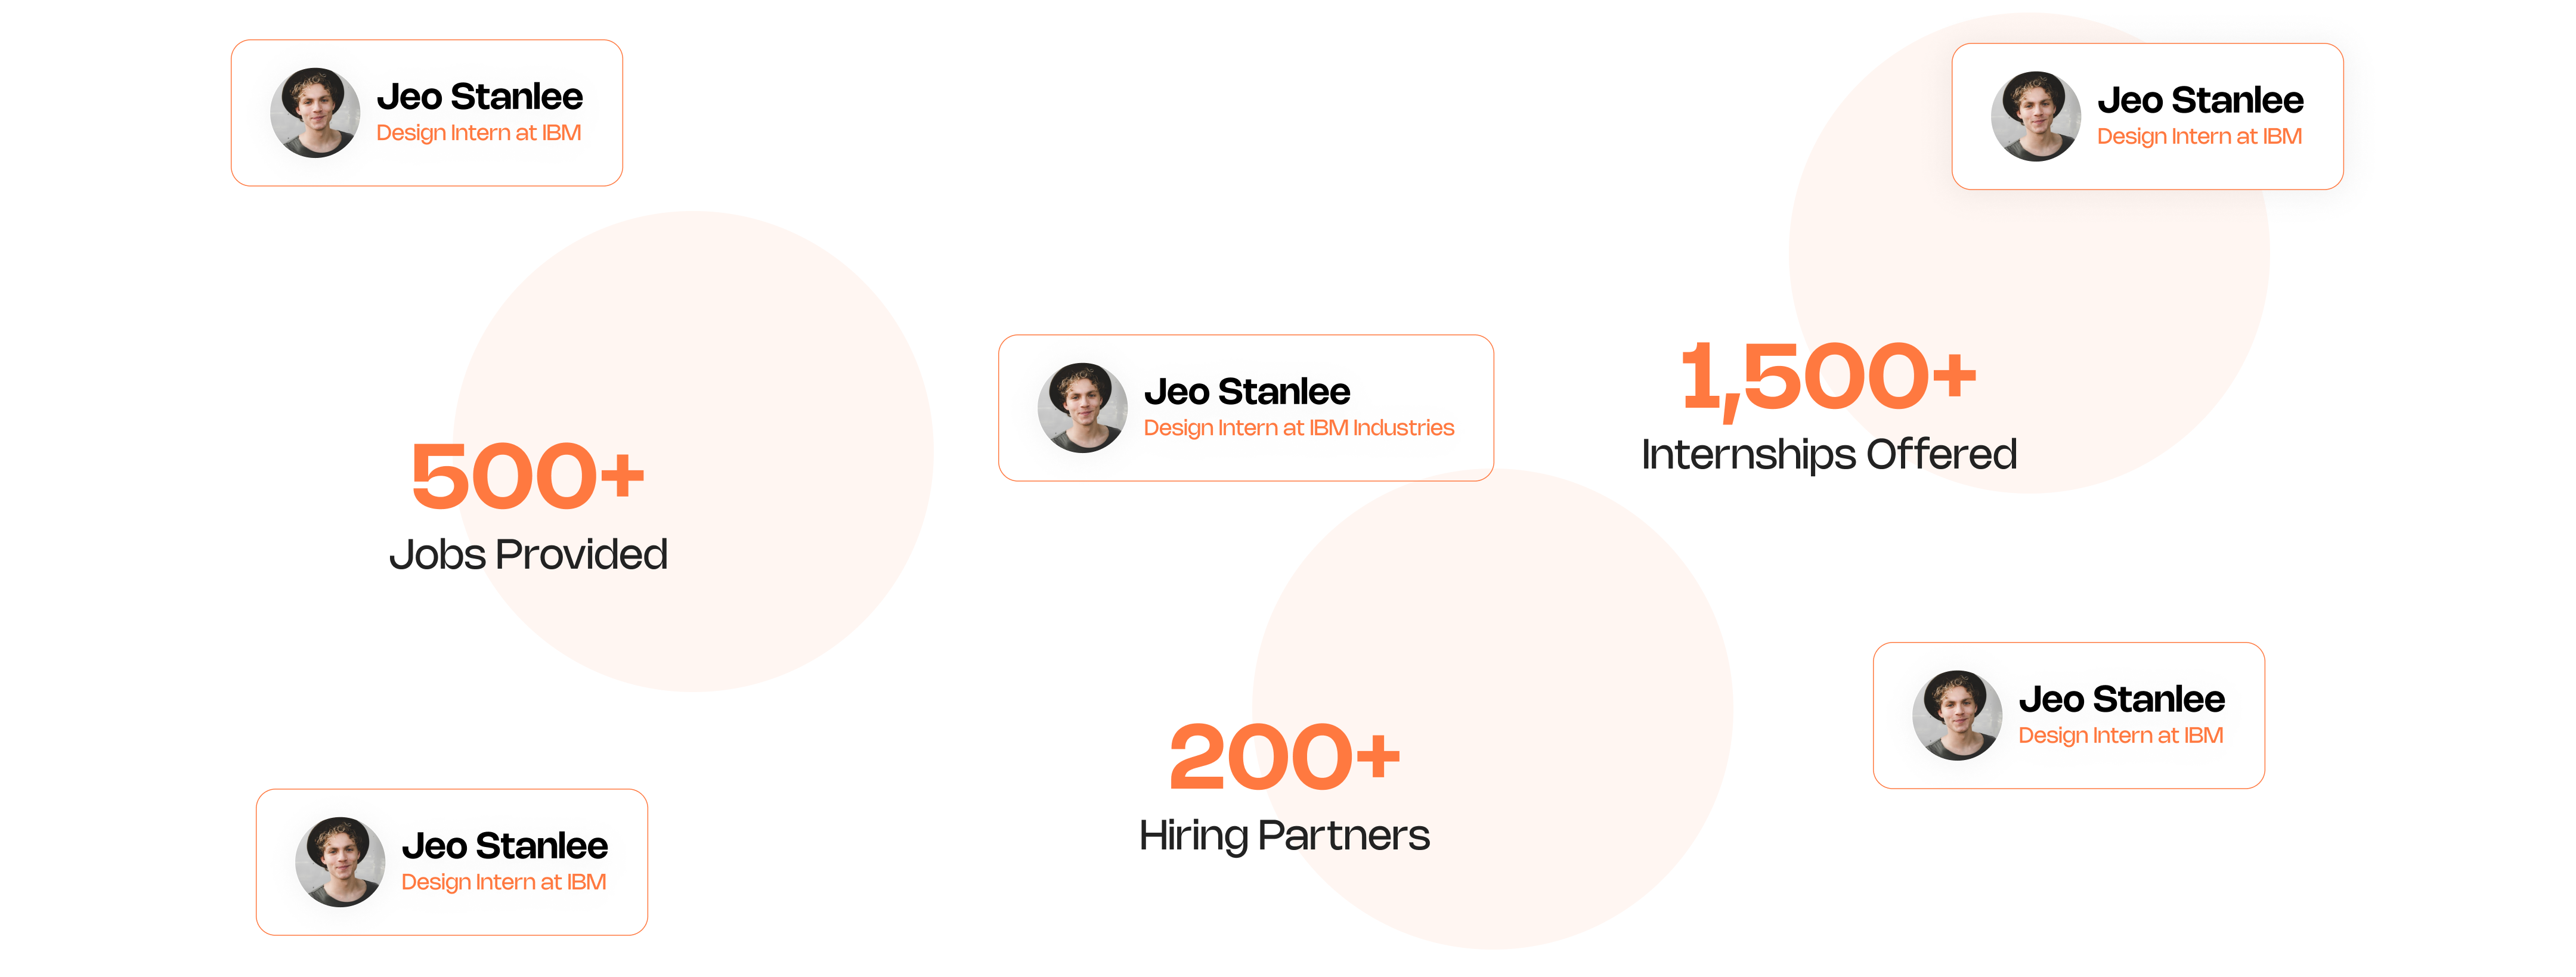 Jeo Stanlee
Design Intern at IBM
Jeo Stanlee
Design Intern at IBM
Jeo Stanlee
Design Intern at IBM Industries
1,500+
Internships Offered
500+
Jobs Provided
Jeo Stanlee
Design Intern at IBM
200+
Hiring Partners
Jeo Stanlee
Design Intern at IBM